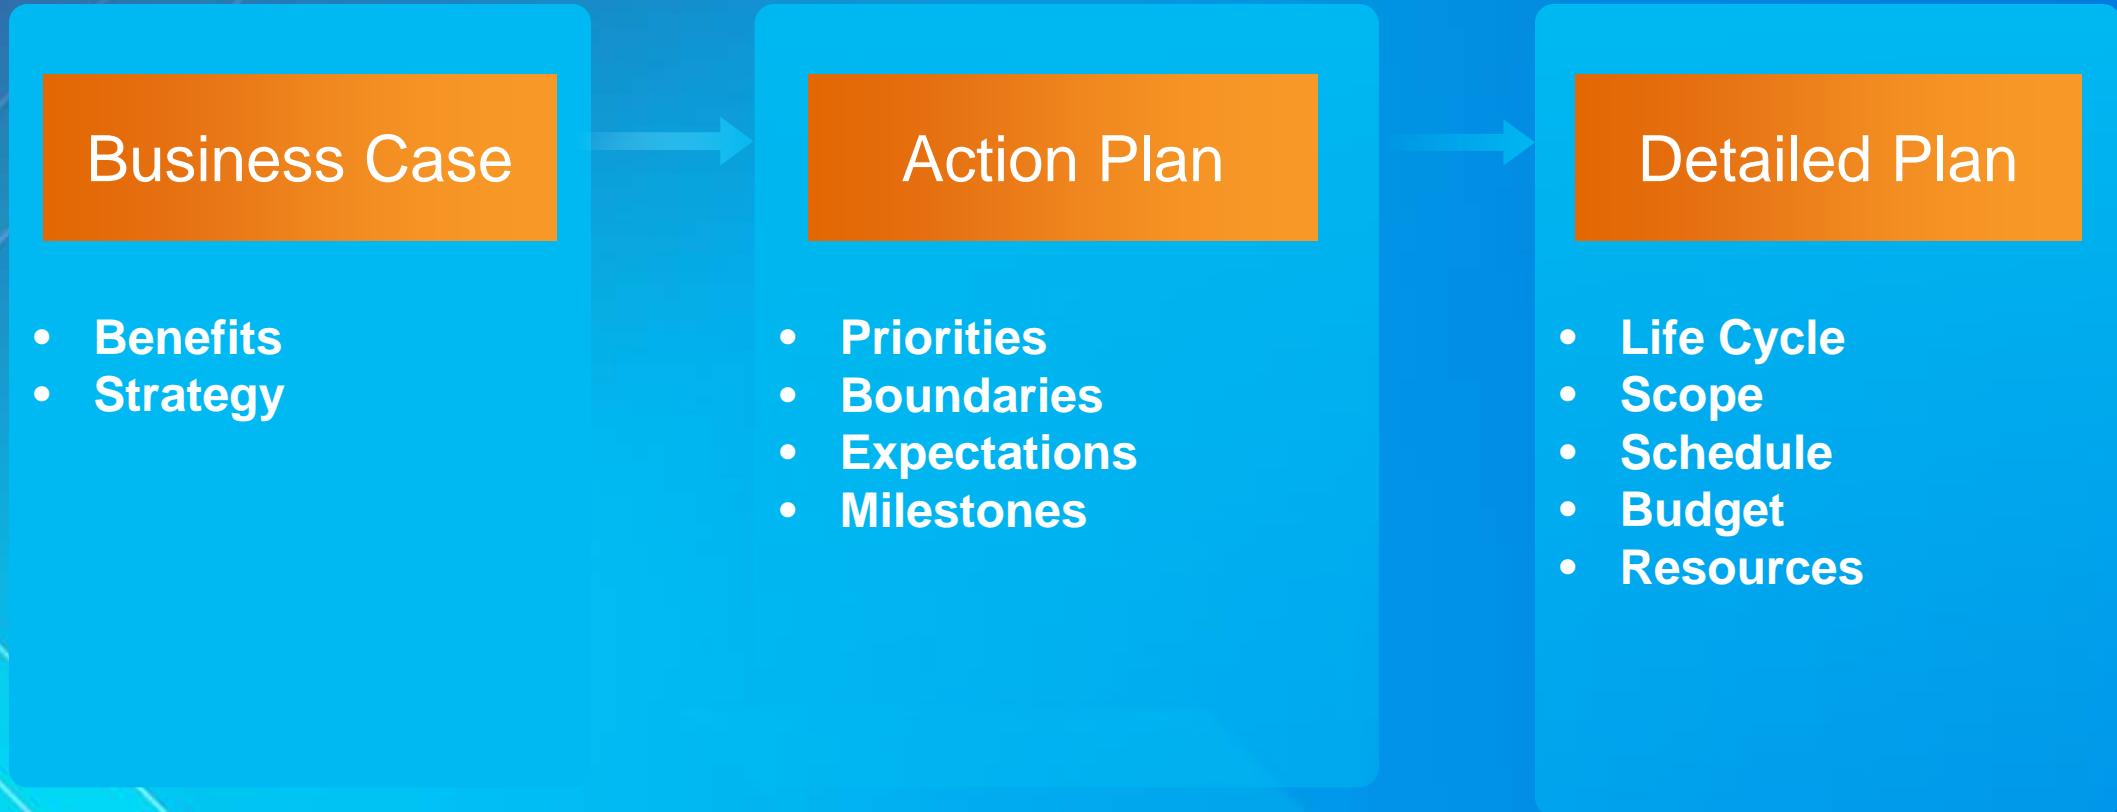 Business Case
• Benefits
• Strategy
Action Plan
• Priorities
• Boundaries
• Expectations
• Milestones
Detailed Plan
• Life Cycle
• Scope
• Schedule
• Budget
• Resources